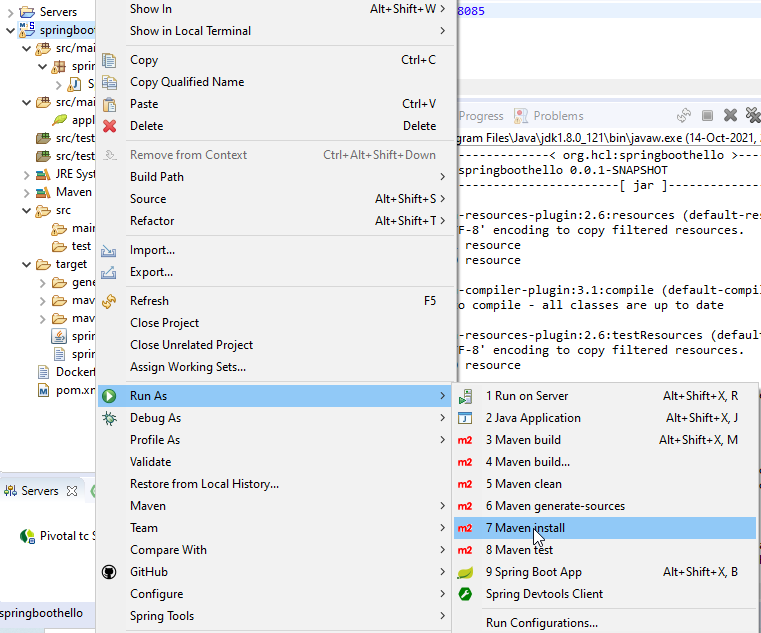 Servers
springboot
src/mai
sprin
S
src/mai
appl
src/test
src/test
JRE Syst
Maven
src
main
test
target
gene
mav
mav
sprin
sprin
Dockerf
pom.xm
Servers
Pivotal tc S
springboothello
Show In Alt+Shift+W >
Show in Local Terminal >
Copy Ctrl+C
Copy Qualified Name
Paste Ctrl+V
Delete Delete
Remove from Context Ctrl+Alt+Shift+Down
Build Path >
Source Alt+Shift+S >
Refactor Alt+Shift+T >
Import...
Export...
Refresh F5
Close Project
Close Unrelated Project
Assign Working Sets...
Run As >
Debug As >
Profile As >
Validate
Restore from Local History...
Maven >
Team >
Compare With >
GitHub >
Configure >
Spring Tools >
8085
Progress Problems
gram Files\Java\jdk1.8.0_121\bin\javaw.exe (14-Oct-2021,
------------< org.hcl:springboothello >----
springboothello 0.0.1-SNAPSHOT
---------------------[ jar ]-------------
-resources-plugin:2.6:resources (default-res
F-8' encoding to copy filtered resources.
resource
0 resource
-compiler-plugin:3.1:compile (default-compil
o compile - all classes are up to date
-resources-plugin:2.6:testResources (default
F-8' encoding to copy filtered resources.
resource
1 Run on Server Alt+Shift+X, R
2 Java Application Alt+Shift+X, J
m2 3 Maven build Alt+Shift+X, M
m2 4 Maven build...
m2 5 Maven clean
m2 6 Maven generate-sources
m2 7 Maven install
m2 8 Maven test
9 Spring Boot App Alt+Shift+X, B
Spring Devtools Client
Run Configurations...